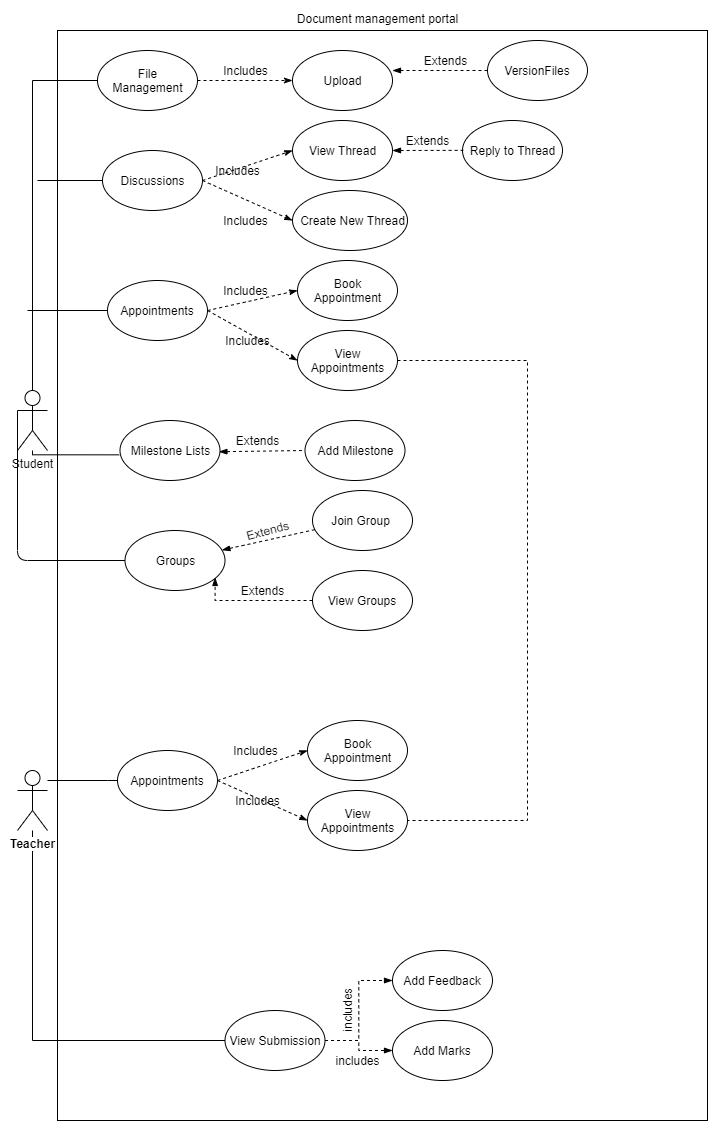 Document management portal
File
Management
Includes
Upload
Extends
VersionFiles
Discussions
Includes
View Thread
Extends
Reply to Thread
Includes
Create New Thread
Appointments
Includes
Book
Appointment
Includes
View
Appointments
Student
Milestone Lists
Extends
Add Milestone
Groups
Extends
Join Group
Extends
View Groups
Teacher
Appointments
Includes
Book
Appointment
Includes
View
Appointments
View Submission
includes
Add Feedback
includes
Add Marks